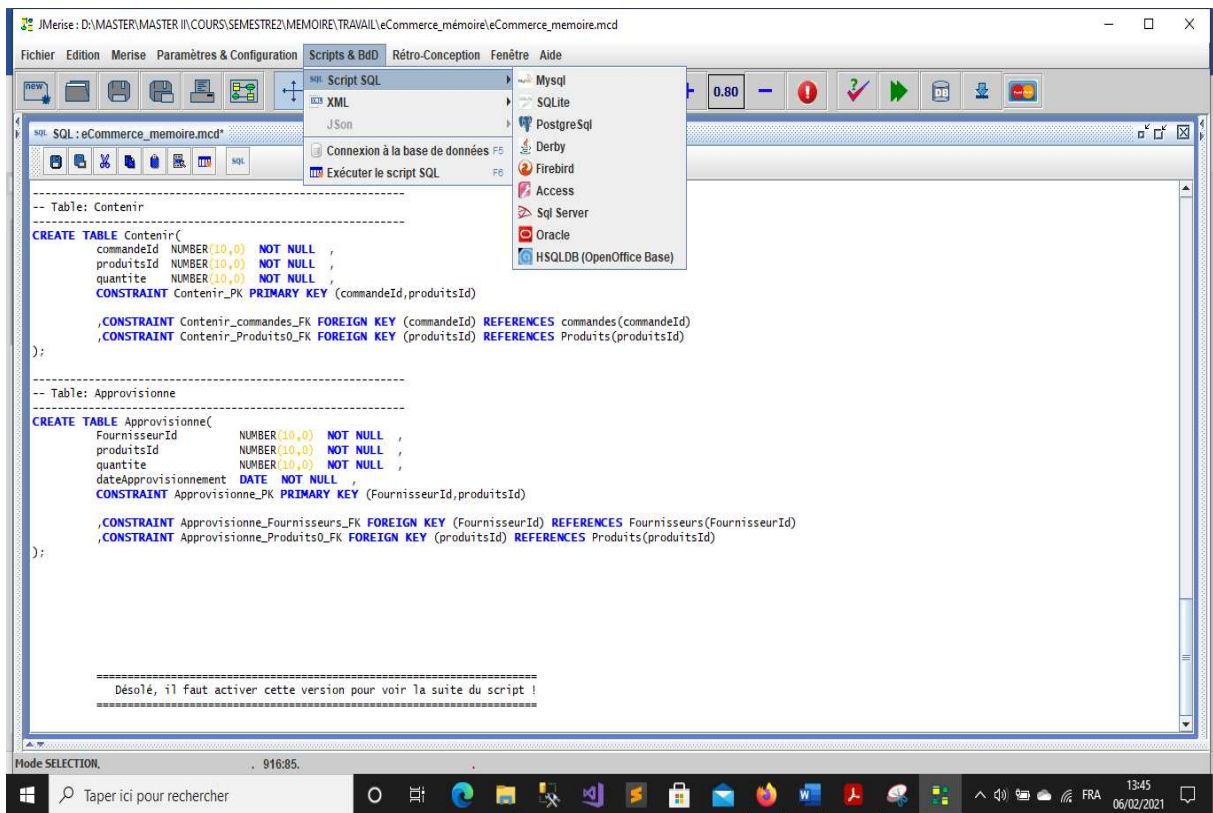 JMerise : D:\MASTER\MASTER II\COURS\SEMESTRE2\MEMOIRE\TRAVAIL\eCommerce_mémoire\eCommerce_memoire.mcd
Fichier Edition Merise Paramètres & Configuration Scripts & BdD Rétro-Conception Fenêtre Aide
new
0.80
DB
SQL Script SQL
XML
JSon
Connexion à la base de données F5
Exécuter le script SQL F6
Mysql
SQLite
PostgreSql
Derby
Firebird
Access
Sql Server
Oracle
HSQLDB (OpenOffice Base)
SQL SQL : eCommerce_memoire.mcd*
SQL
------------------------------------------------------------
-- Table: Contenir
------------------------------------------------------------
CREATE TABLE Contenir(
commandeId NUMBER(10,0) NOT NULL ,
produitsId NUMBER(10,0) NOT NULL ,
quantite NUMBER(10,0) NOT NULL ,
CONSTRAINT Contenir_PK PRIMARY KEY (commandeId,produitsId)
,CONSTRAINT Contenir_commandes_FK FOREIGN KEY (commandeId) REFERENCES commandes(commandeId)
,CONSTRAINT Contenir_Produits0_FK FOREIGN KEY (produitsId) REFERENCES Produits(produitsId)
);
------------------------------------------------------------
-- Table: Approvisionne
------------------------------------------------------------
CREATE TABLE Approvisionne(
FournisseurId NUMBER(10,0) NOT NULL ,
produitsId NUMBER(10,0) NOT NULL ,
quantite NUMBER(10,0) NOT NULL ,
dateApprovisionnement DATE NOT NULL ,
CONSTRAINT Approvisionne_PK PRIMARY KEY (FournisseurId,produitsId)
,CONSTRAINT Approvisionne_Fournisseurs_FK FOREIGN KEY (FournisseurId) REFERENCES Fournisseurs(FournisseurId)
,CONSTRAINT Approvisionne_Produits0_FK FOREIGN KEY (produitsId) REFERENCES Produits(produitsId)
);
=======================================================================
Désolé, il faut activer cette version pour voir la suite du script !
=======================================================================
Mode SELECTION, . 916:85. .
Taper ici pour rechercher
FRA
13:45
06/02/2021